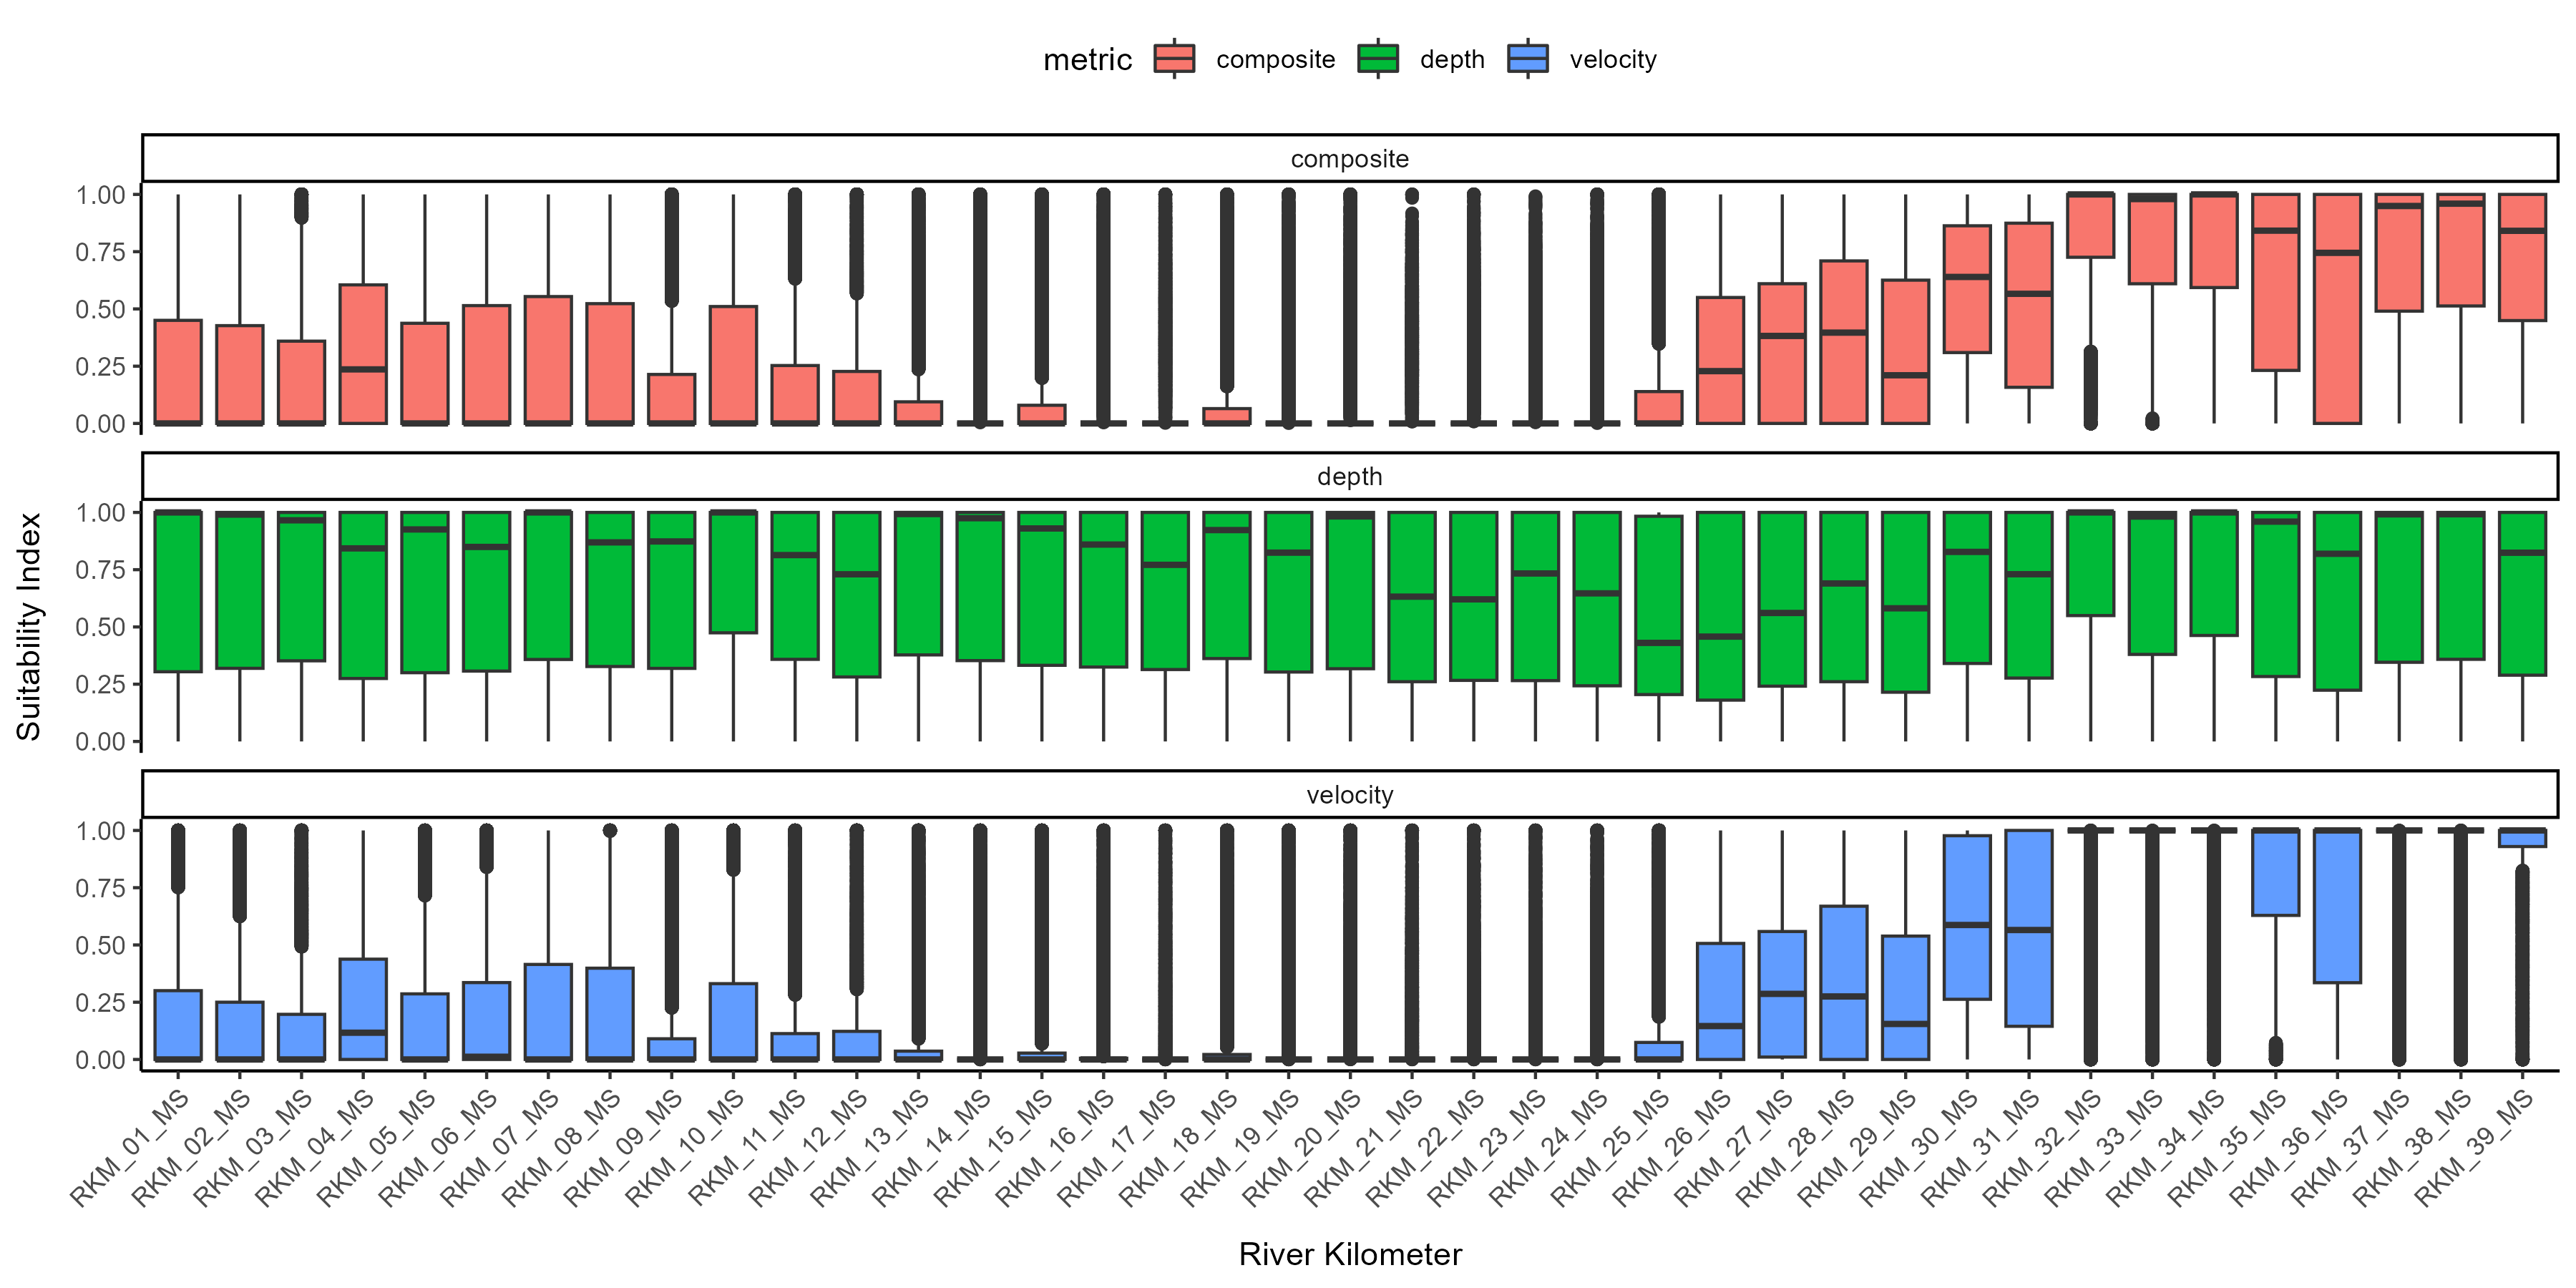 metric composite depth velocity
composite
1.00
0.75
0.50
0.25
0.00
depth
1.00
0.75
0.50
0.25
0.00
velocity
1.00
0.75
0.50
0.25
0.00
Suitability Index
RKM_01_MS
RKM_02_MS
RKM_03_MS
RKM_04_MS
RKM_05_MS
RKM_06_MS
RKM_07_MS
RKM_08_MS
RKM_09_MS
RKM_10_MS
RKM_11_MS
RKM_12_MS
RKM_13_MS
RKM_14_MS
RKM_15_MS
RKM_16_MS
RKM_17_MS
RKM_18_MS
RKM_19_MS
RKM_20_MS
RKM_21_MS
RKM_22_MS
RKM_23_MS
RKM_24_MS
RKM_25_MS
RKM_26_MS
RKM_27_MS
RKM_28_MS
RKM_29_MS
RKM_30_MS
RKM_31_MS
RKM_32_MS
RKM_33_MS
RKM_34_MS
RKM_35_MS
RKM_36_MS
RKM_37_MS
RKM_38_MS
RKM_39_MS
River Kilometer